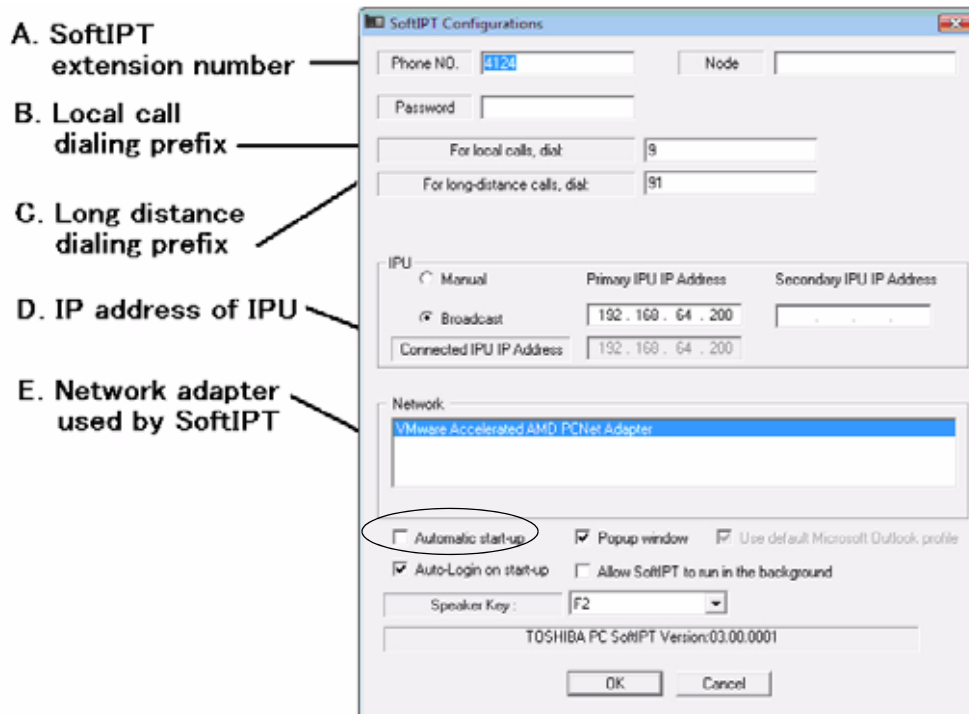 A. SoftIPT
extension number
B. Local call
dialing prefix
C. Long distance
dialing prefix
D. IP address of IPU
E. Network adapter
used by SoftIPT
SoftIPT Configurations
Phone NO. 4124 Node
Password
For local calls, dial: 9
For long-distance calls, dial: 91
IPU
Manual Primary IPU IP Address Secondary IPU IP Address
Broadcast 192 . 168 . 64 . 200 . . .
Connected IPU IP Address 192 . 168 . 64 . 200
Network
VMware Accelerated AMD PCNet Adapter
Automatic start-up Popup window Use default Microsoft Outlook profile
Auto-Login on start-up Allow SoftIPT to run in the background
Speaker Key : F2
TOSHIBA PC SoftIPT Version:03.00.0001
OK Cancel